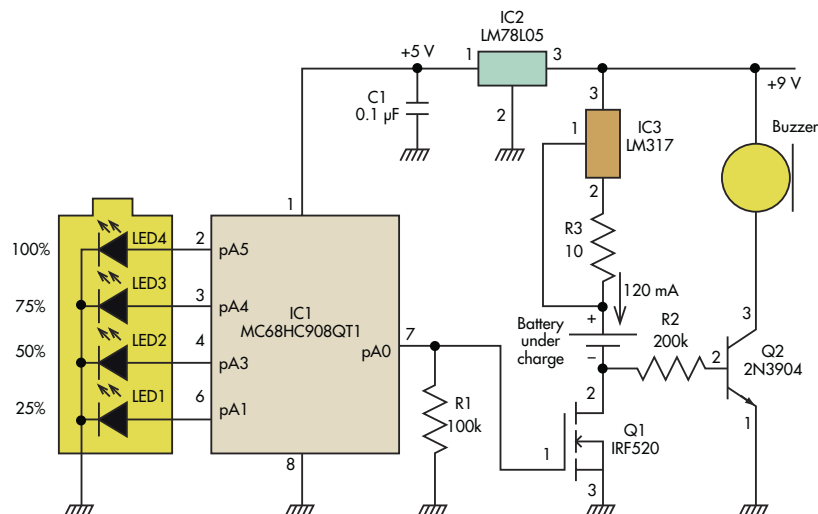 IC2
LM78L05
+5 V
1
3
+9 V
2
C1
0.1 µF
3
1
IC3
LM317
Buzzer
2
R3
10
120 mA
1
100%
LED4
2
pA5
75%
LED3
3
pA4
50%
LED2
4
pA3
25%
LED1
6
pA1
IC1
MC68HC908QT1
pA0
7
8
R1
100k
+
Battery
under
charge
−
R2
200k
3
2
Q2
2N3904
1
2
1
Q1
IRF520
3